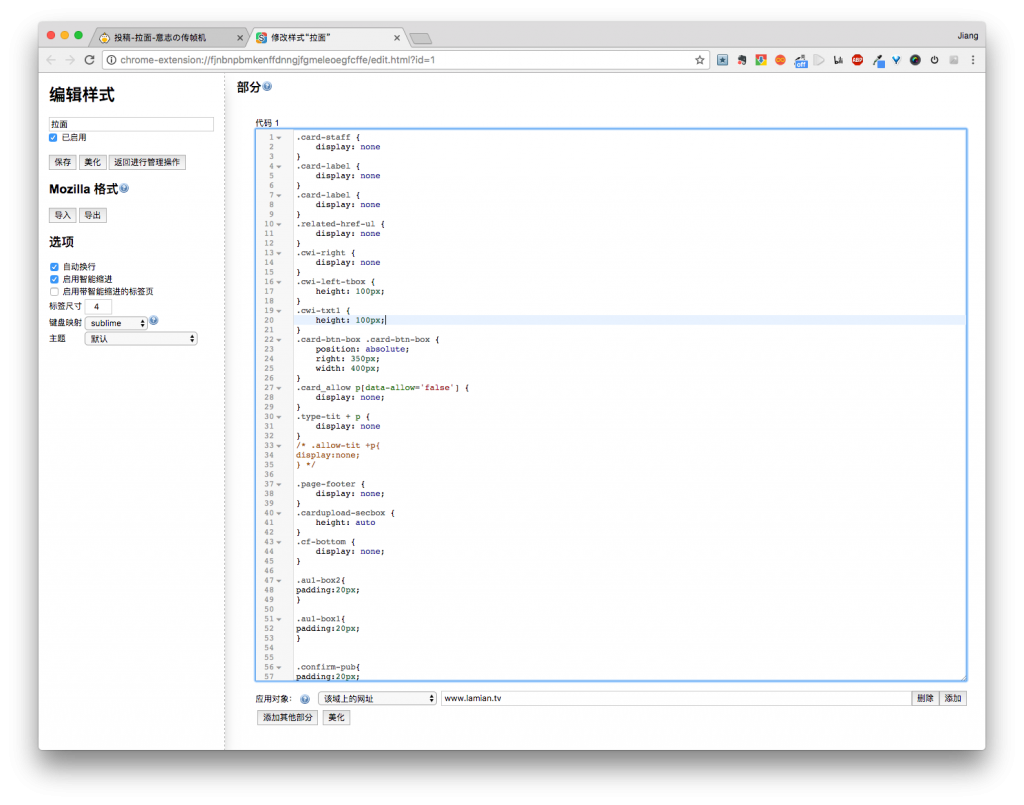 投稿-拉面-意志の传帧机
修改样式"拉面"
Jiang
chrome-extension://fjnbnpbmkenffdnngjfgmeleoegfcffe/edit.html?id=1
编辑样式
拉面
已启用
保存 美化 返回进行管理操作
Mozilla 格式
导入 导出
选项
自动换行
启用智能缩进
启用带智能缩进的标签页
标签尺寸 4
键盘映射 sublime
主题 默认
部分
代码 1
1 .card-staff {
2 display: none
3 }
4 .card-label {
5 display: none
6 }
7 .card-label {
8 display: none
9 }
10 .related-href-ul {
11 display: none
12 }
13 .cwi-right {
14 display: none
15 }
16 .cwi-left-tbox {
17 height: 100px;
18 }
19 .cwi-txt1 {
20 height: 100px;
21 }
22 .card-btn-box .card-btn-box {
23 position: absolute;
24 right: 350px;
25 width: 400px;
26 }
27 .card_allow p[data-allow='false'] {
28 display: none;
29 }
30 .type-tit + p {
31 display: none
32 }
33 /* .allow-tit +p{
34 display:none;
35 } */
36
37 .page-footer {
38 display: none;
39 }
40 .cardupload-secbox {
41 height: auto
42 }
43 .cf-bottom {
44 display: none;
45 }
46
47 .au1-box2{
48 padding:20px;
49 }
50
51 .au1-box1{
52 padding:20px;
53 }
54
55
56 .confirm-pub{
57 padding:20px;
应用对象: 该域上的网址 www.lamian.tv 删除 添加
添加其他部分 美化